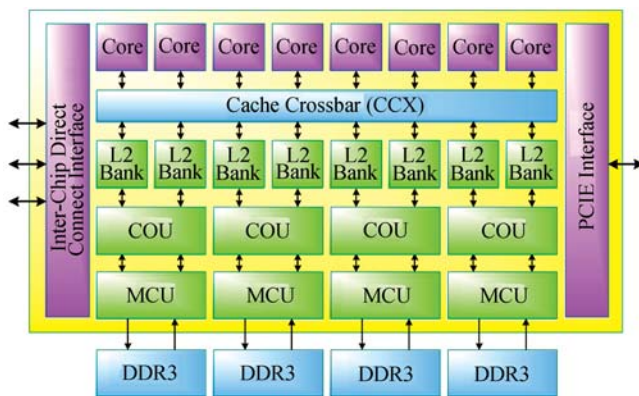 Core Core Core Core Core Core Core Core
Cache Crossbar (CCX)
L2 L2 L2 L2 L2 L2 L2 L2
Bank Bank Bank Bank Bank Bank Bank Bank
COU COU COU COU
MCU MCU MCU MCU
DDR3 DDR3 DDR3 DDR3
Inter-Chip Direct
Connect Interface
PCIE Interface